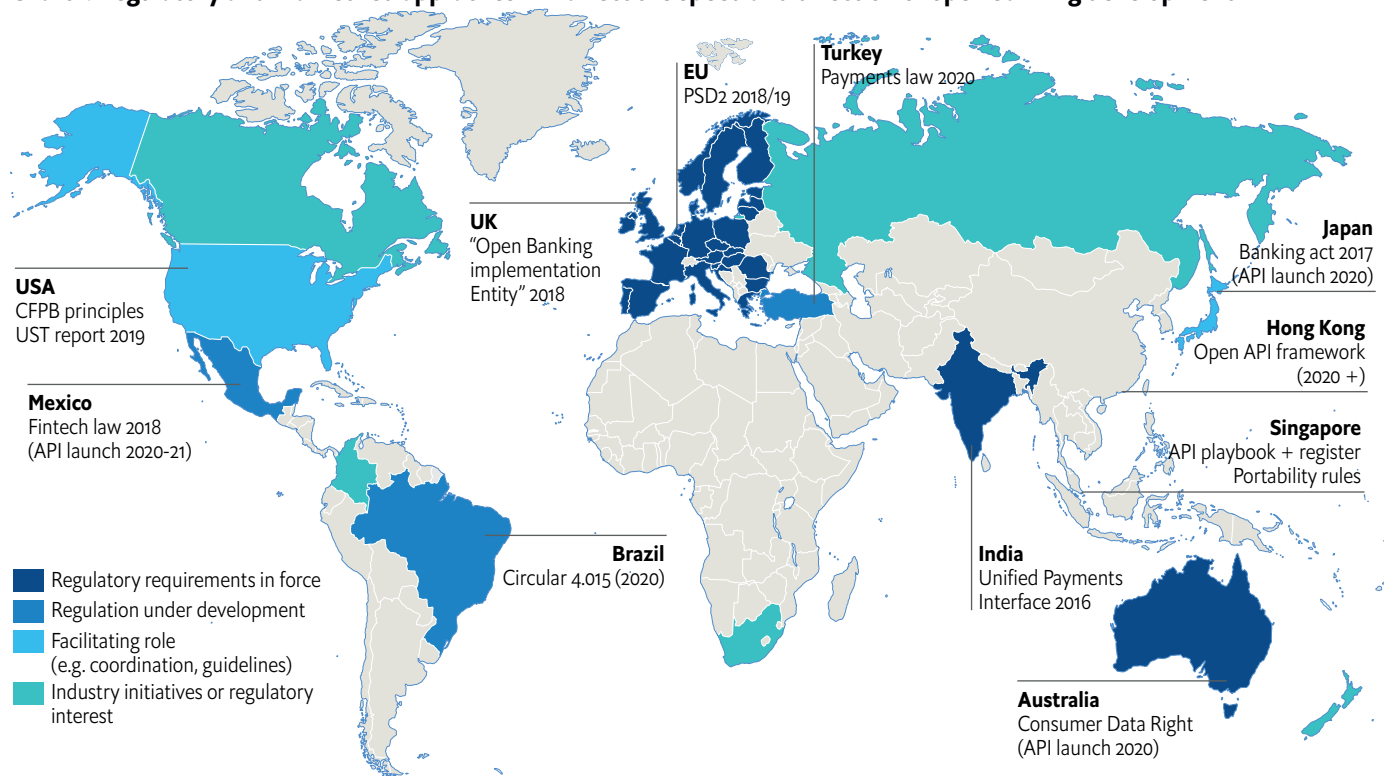 Turkey
Payments law 2020
EU
PSD2 2018/19
UK
"Open Banking
implementation
Entity" 2018
Japan
Banking act 2017
(API launch 2020)
USA
CFPB principles
UST report 2019
Hong Kong
Open API framework
(2020 +)
Mexico
Fintech law 2018
(API launch 2020-21)
Singapore
API playbook + register
Portability rules
Brazil
Circular 4.015 (2020)
India
Unified Payments
Interface 2016
Regulatory requirements in force
Regulation under development
Facilitating role
(e.g. coordination, guidelines)
Industry initiatives or regulatory
interest
Australia
Consumer Data Right
(API launch 2020)